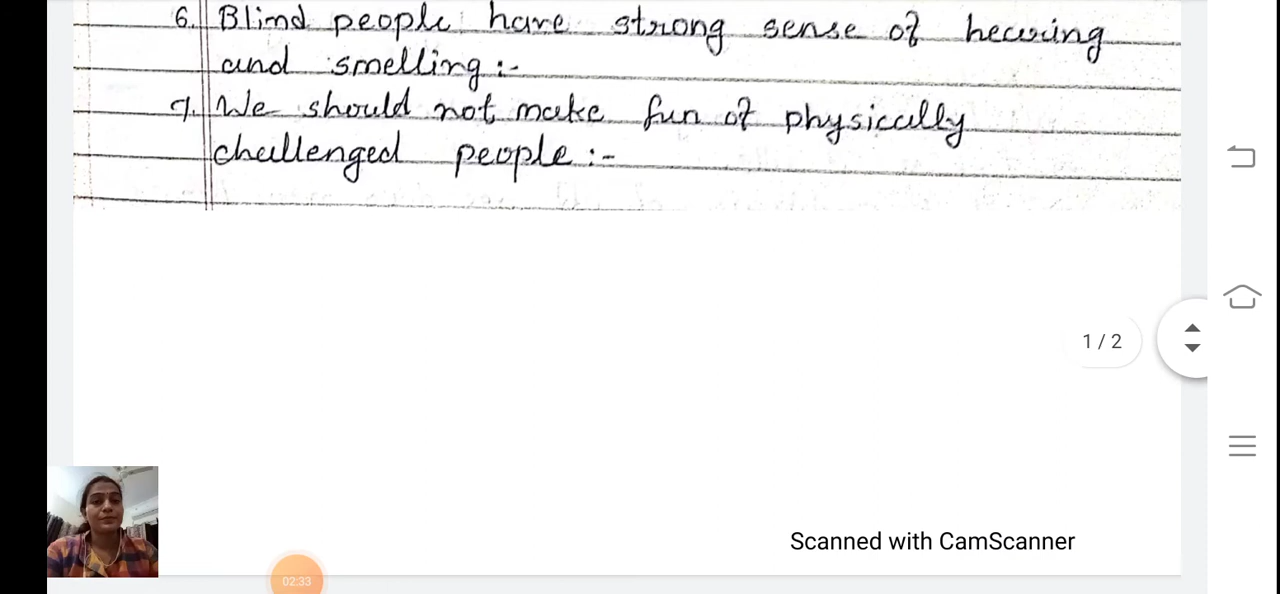 6. Blind people have strong sense of hearing
and smelling :-
7. We should not make fun of physically
challenged people :-
1 / 2
Scanned with CamScanner
02:33